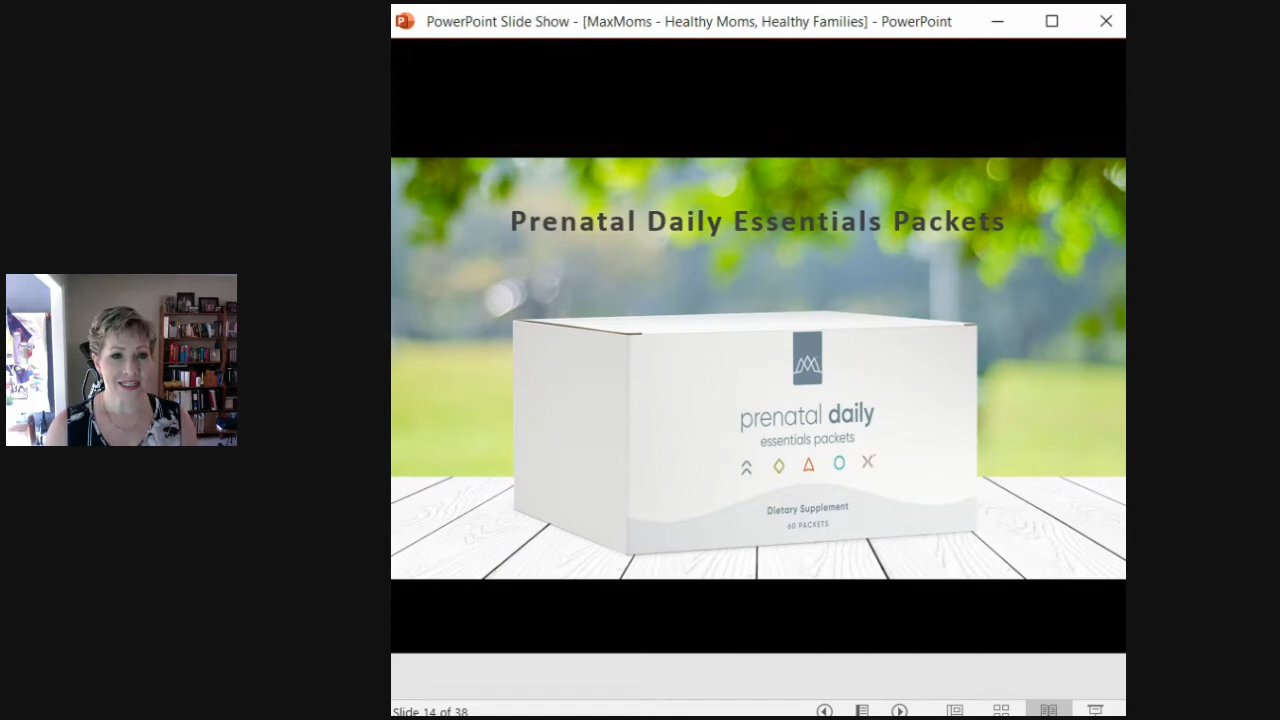 PowerPoint Slide Show - [MaxMoms - Healthy Moms, Healthy Families] - PowerPoint
Prenatal Daily Essentials Packets
prenatal daily
essentials packets
Dietary Supplement
60 PACKETS
Slide 14 of 38